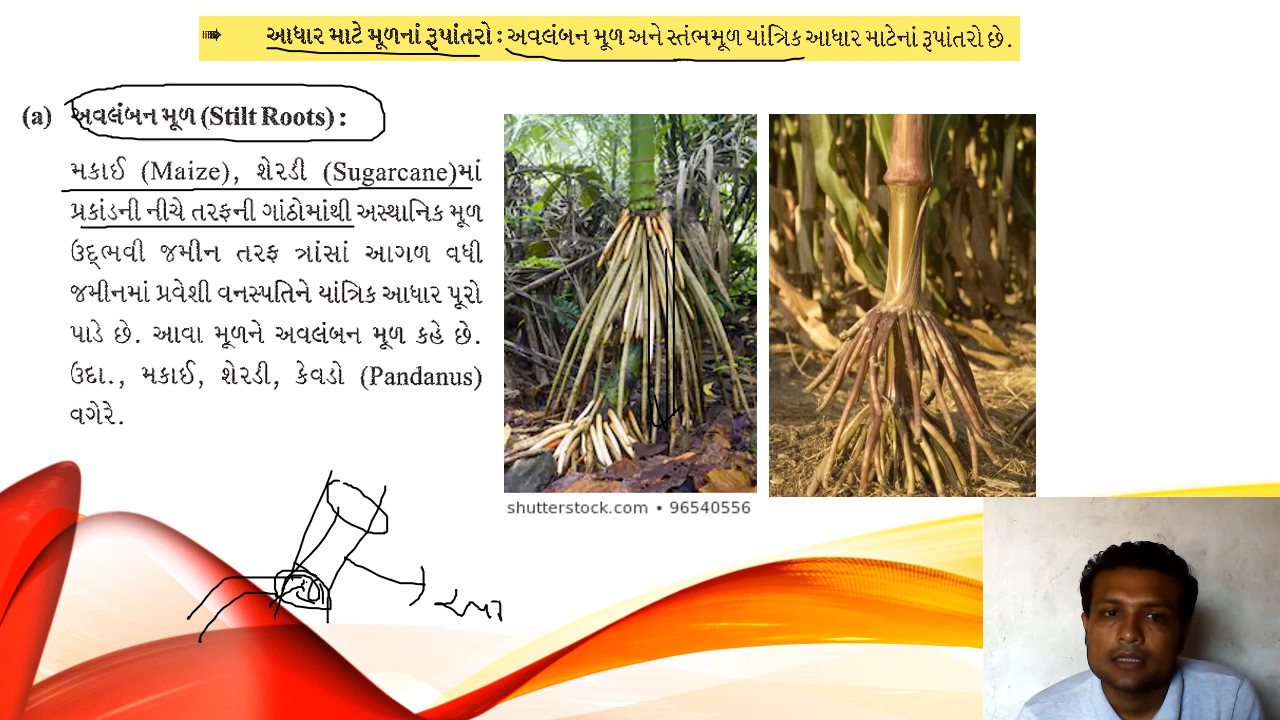 આધાર માટે મૂળનાં રૂપાંતરો : અવલંબન મૂળ અને સ્તંભમૂળ યાંત્રિક આધાર માટેનાં રૂપાંતરો છે.
(a) અવલંબન મૂળ (Stilt Roots) :
મકાઈ (Maize), શેરડી (Sugarcane)માં
પ્રકાંડની નીચે તરફની ગાંઠોમાંથી અસ્થાનિક મૂળ
ઉદ્ભવી જમીન તરફ ત્રાંસાં આગળ વધી
જમીનમાં પ્રવેશી વનસ્પતિને યાંત્રિક આધાર પૂરો
પાડે છે. આવા મૂળને અવલંબન મૂળ કહે છે.
ઉદા., મકાઈ, શેરડી, કેવડો (Pandanus)
વગેરે.
shutterstock.com • 96540556